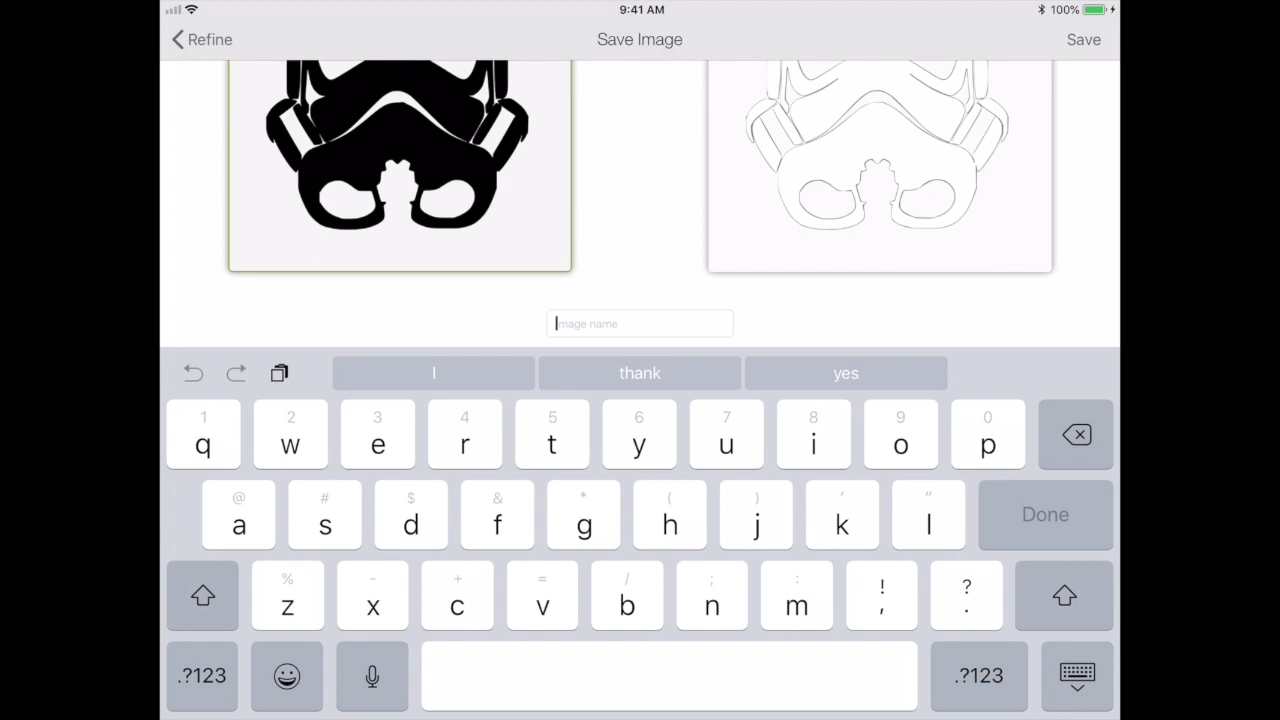 9:41 AM
100%
Refine
Save Image
Save
Image name
I
thank
yes
1 2 3 4 5 6 7 8 9 0
q w e r t y u i o p
@ # $ & * ( ) ' "
a s d f g h j k l
Done
% - + = / ; : ! ?
z x c v b n m , .
.?123
.?123